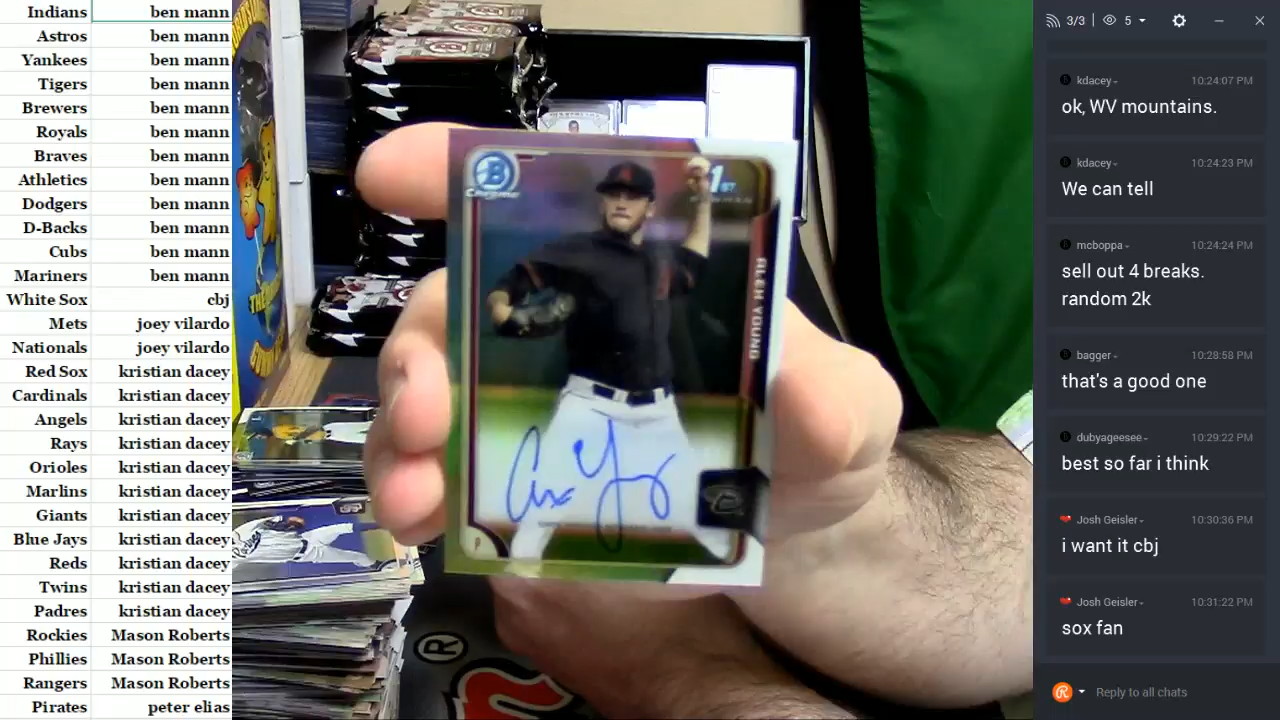 Indians ben mann
Astros ben mann
Yankees ben mann
Tigers ben mann
Brewers ben mann
Royals ben mann
Braves ben mann
Athletics ben mann
Dodgers ben mann
D-Backs ben mann
Cubs ben mann
Mariners ben mann
White Sox cbj
Mets joey vilardo
Nationals joey vilardo
Red Sox kristian dacey
Cardinals kristian dacey
Angels kristian dacey
Rays kristian dacey
Orioles kristian dacey
Marlins kristian dacey
Giants kristian dacey
Blue Jays kristian dacey
Reds kristian dacey
Twins kristian dacey
Padres kristian dacey
Rockies Mason Roberts
Phillies Mason Roberts
Rangers Mason Roberts
Pirates peter elias
B
Chrome
1ST
ALEX YOUNG
P
®
3/3 5
kdacey 10:24:07 PM
ok, WV mountains.
kdacey 10:24:23 PM
We can tell
mcboppa 10:24:24 PM
sell out 4 breaks.
random 2k
bagger 10:28:58 PM
that's a good one
dubyageesee 10:29:22 PM
best so far i think
Josh Geisler 10:30:36 PM
i want it cbj
Josh Geisler 10:31:22 PM
sox fan
Reply to all chats